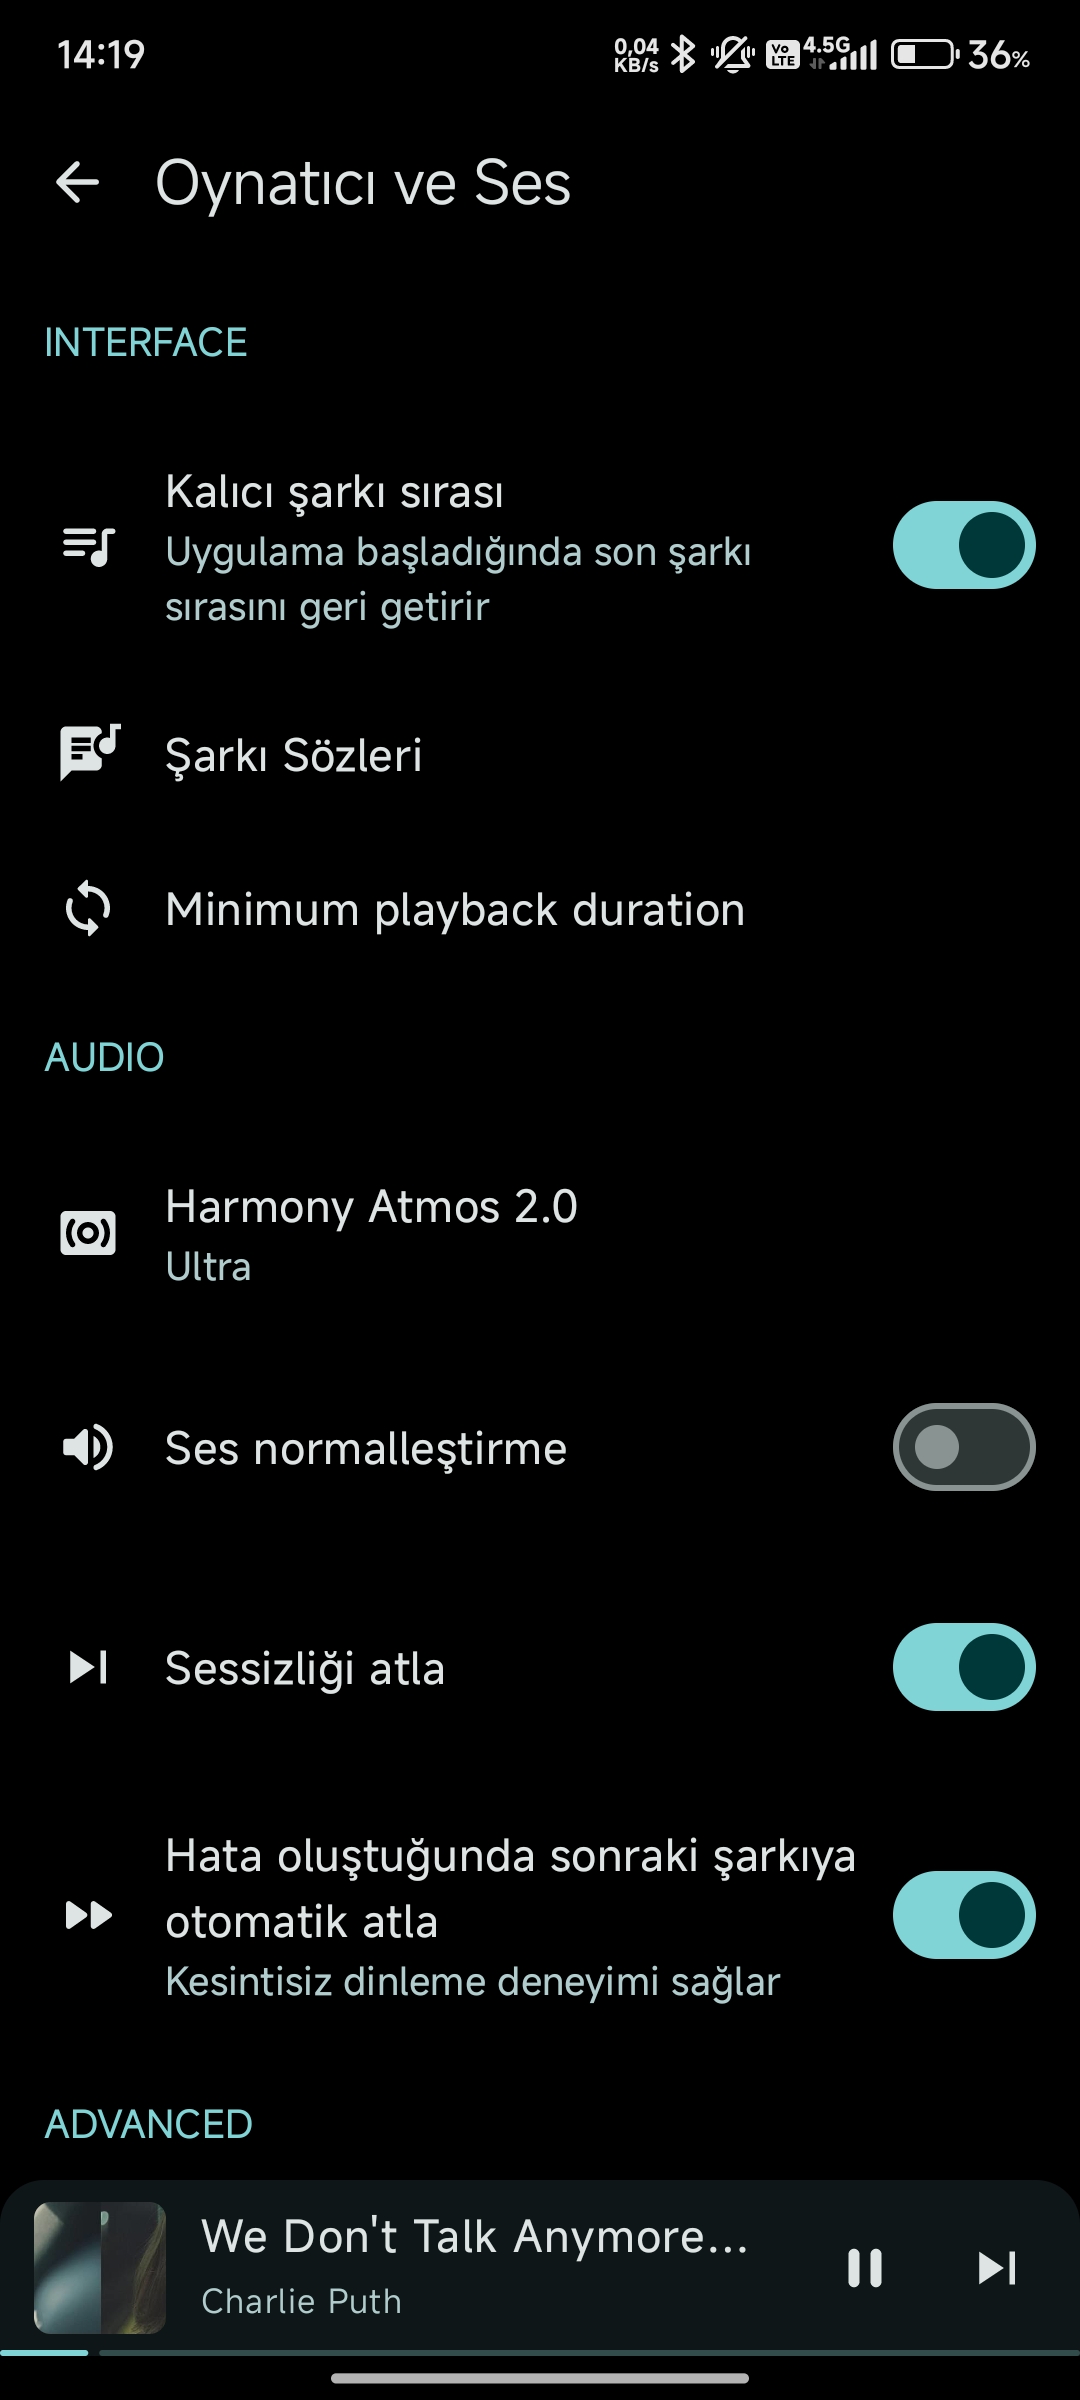 14:19
0,04
KB/s
Vo
LTE
4.5G
36%
Oynatıcı ve Ses
INTERFACE
Kalıcı şarkı sırası
Uygulama başladığında son şarkı
sırasını geri getirir
Şarkı Sözleri
Minimum playback duration
AUDIO
Harmony Atmos 2.0
Ultra
Ses normalleştirme
Sessizliği atla
Hata oluştuğunda sonraki şarkıya
otomatik atla
Kesintisiz dinleme deneyimi sağlar
ADVANCED
We Don't Talk Anymore...
Charlie Puth